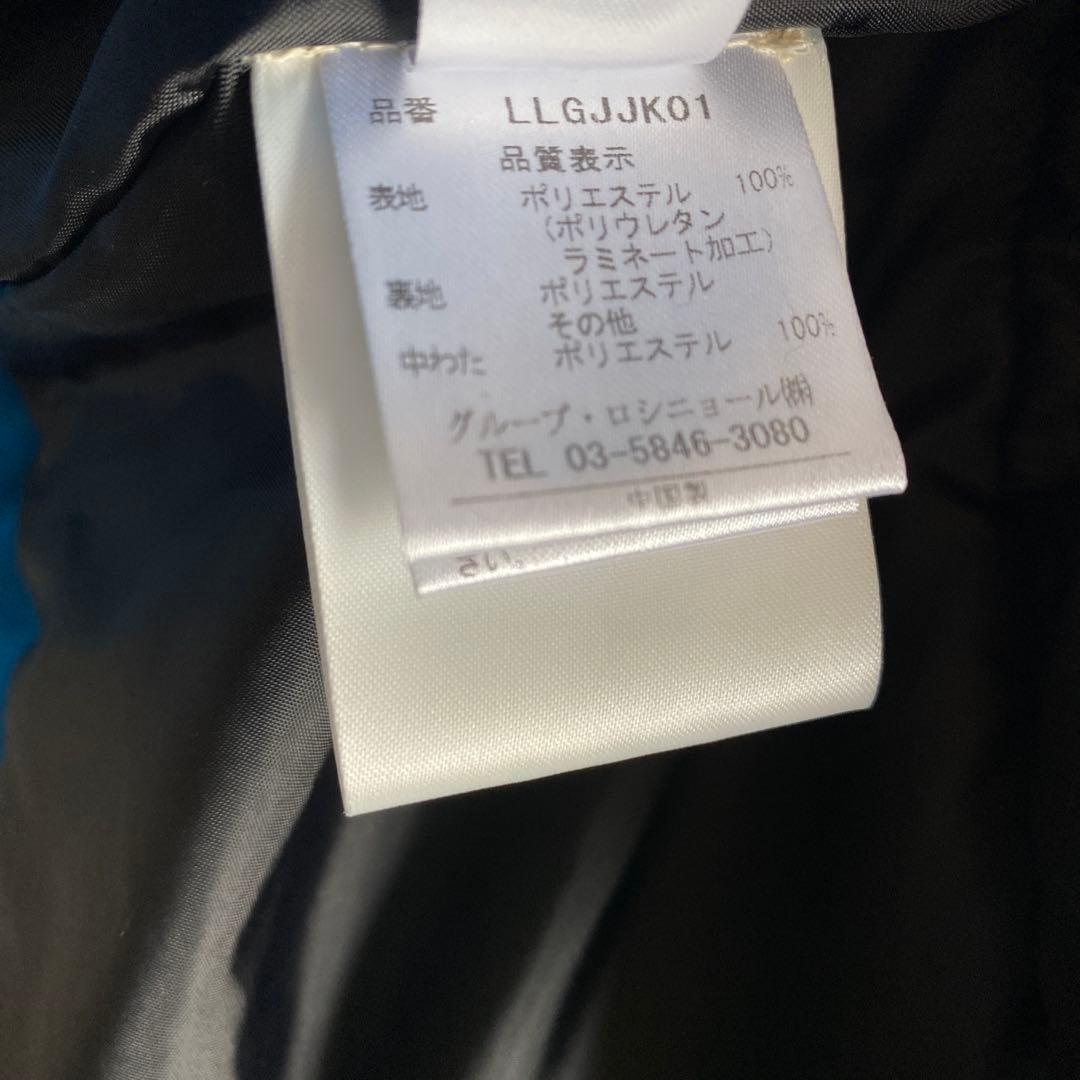 品番 LLGJJK01
品質表示
表地 ポリエステル 100%
(ポリウレタン
ラミネート加工)
裏地 ポリエステル
その他
中わた ポリエステル 100%
グループ・ロシニョール㈱
TEL 03-5846-3080
中国製
さい。